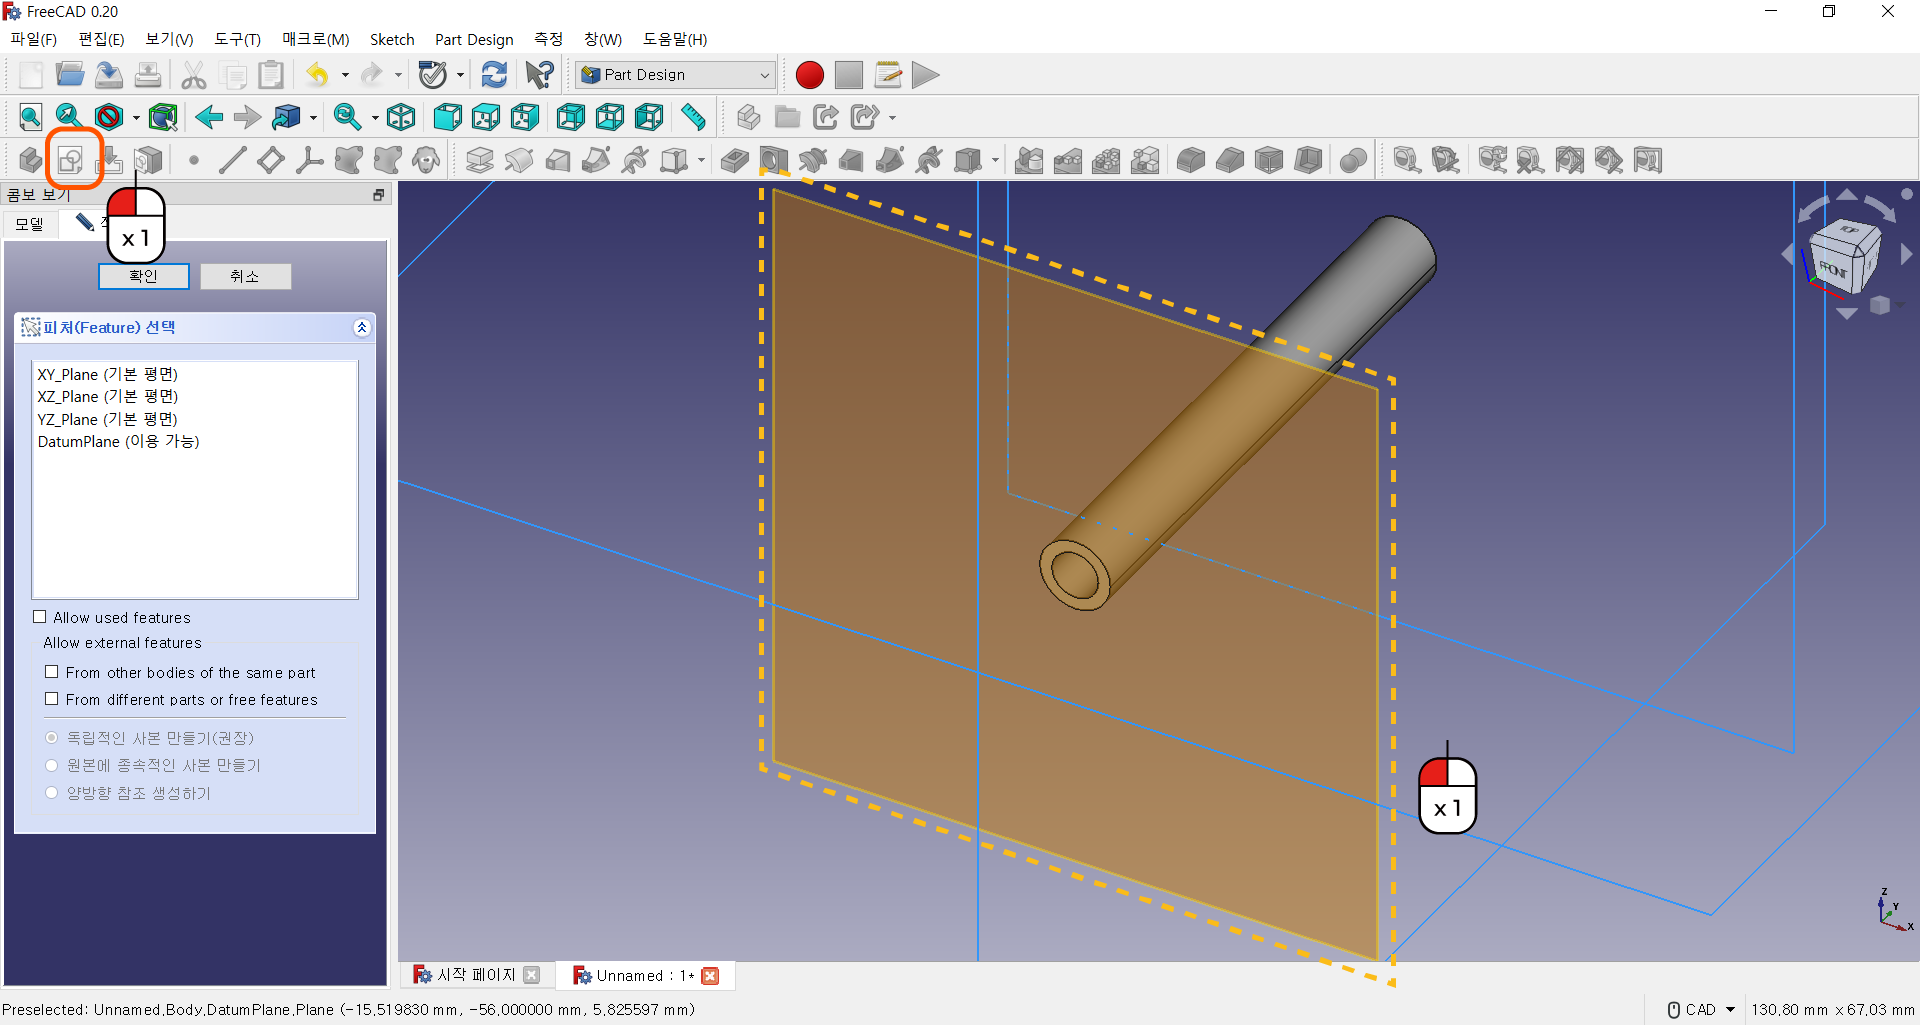 FreeCAD 0.20
파일(F) 편집(E) 보기(V) 도구(T) 매크로(M) Sketch Part Design 측정 창(W) 도움말(H)
Part Design
콤보 보기
모델
x 1
확인 취소
피처(Feature) 선택
XY_Plane (기본 평면)
XZ_Plane (기본 평면)
YZ_Plane (기본 평면)
DatumPlane (이용 가능)
Allow used features
Allow external features
From other bodies of the same part
From different parts or free features
독립적인 사본 만들기(권장)
원본에 종속적인 사본 만들기
양방향 참조 생성하기
TOP
FRONT
x 1
Z
Y
X
시작 페이지 Unnamed : 1*
Preselected: Unnamed.Body.DatumPlane.Plane (-15.519830 mm, -56.000000 mm, 5.825597 mm)
CAD 130.80 mm x 67.03 mm